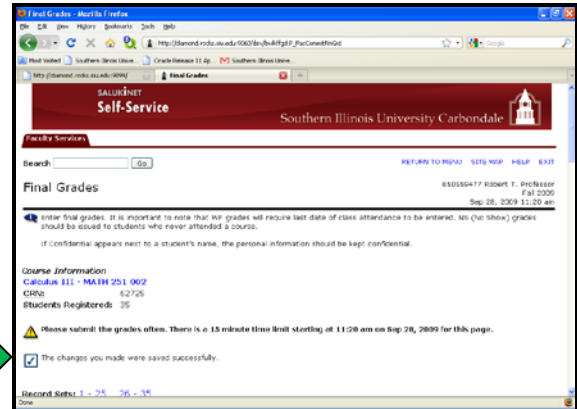 Final Grades - Mozilla Firefox
File Edit View History Bookmarks Tools Help
Google
Most Visited Southern Illinois Unive... Oracle Release 11 Ap... Southern Illinois Unive...
Final Grades
SALUKINET
Self-Service
Southern Illinois University Carbondale
Faculty Services
Search Go
RETURN TO MENU SITE MAP HELP EXIT
Final Grades
Robert T. Professor
Fall 2009
Sep 28, 2009 11:20 am
Enter final grades. It is important to note that WF grades will require last date of class attendance to be entered. NS (No Show) grades
should be issued to students who never attended a course.
If Confidential appears next to a student's name, the personal information should be kept confidential.
Course Information
Calculus III - MATH 251 002
CRN: 62725
Students Registered: 35
Please submit the grades often. There is a 15 minute time limit starting at 11:20 am on Sep 28, 2009 for this page.
The changes you made were saved successfully.
Record Sets: 1 - 25 26 - 35
Done